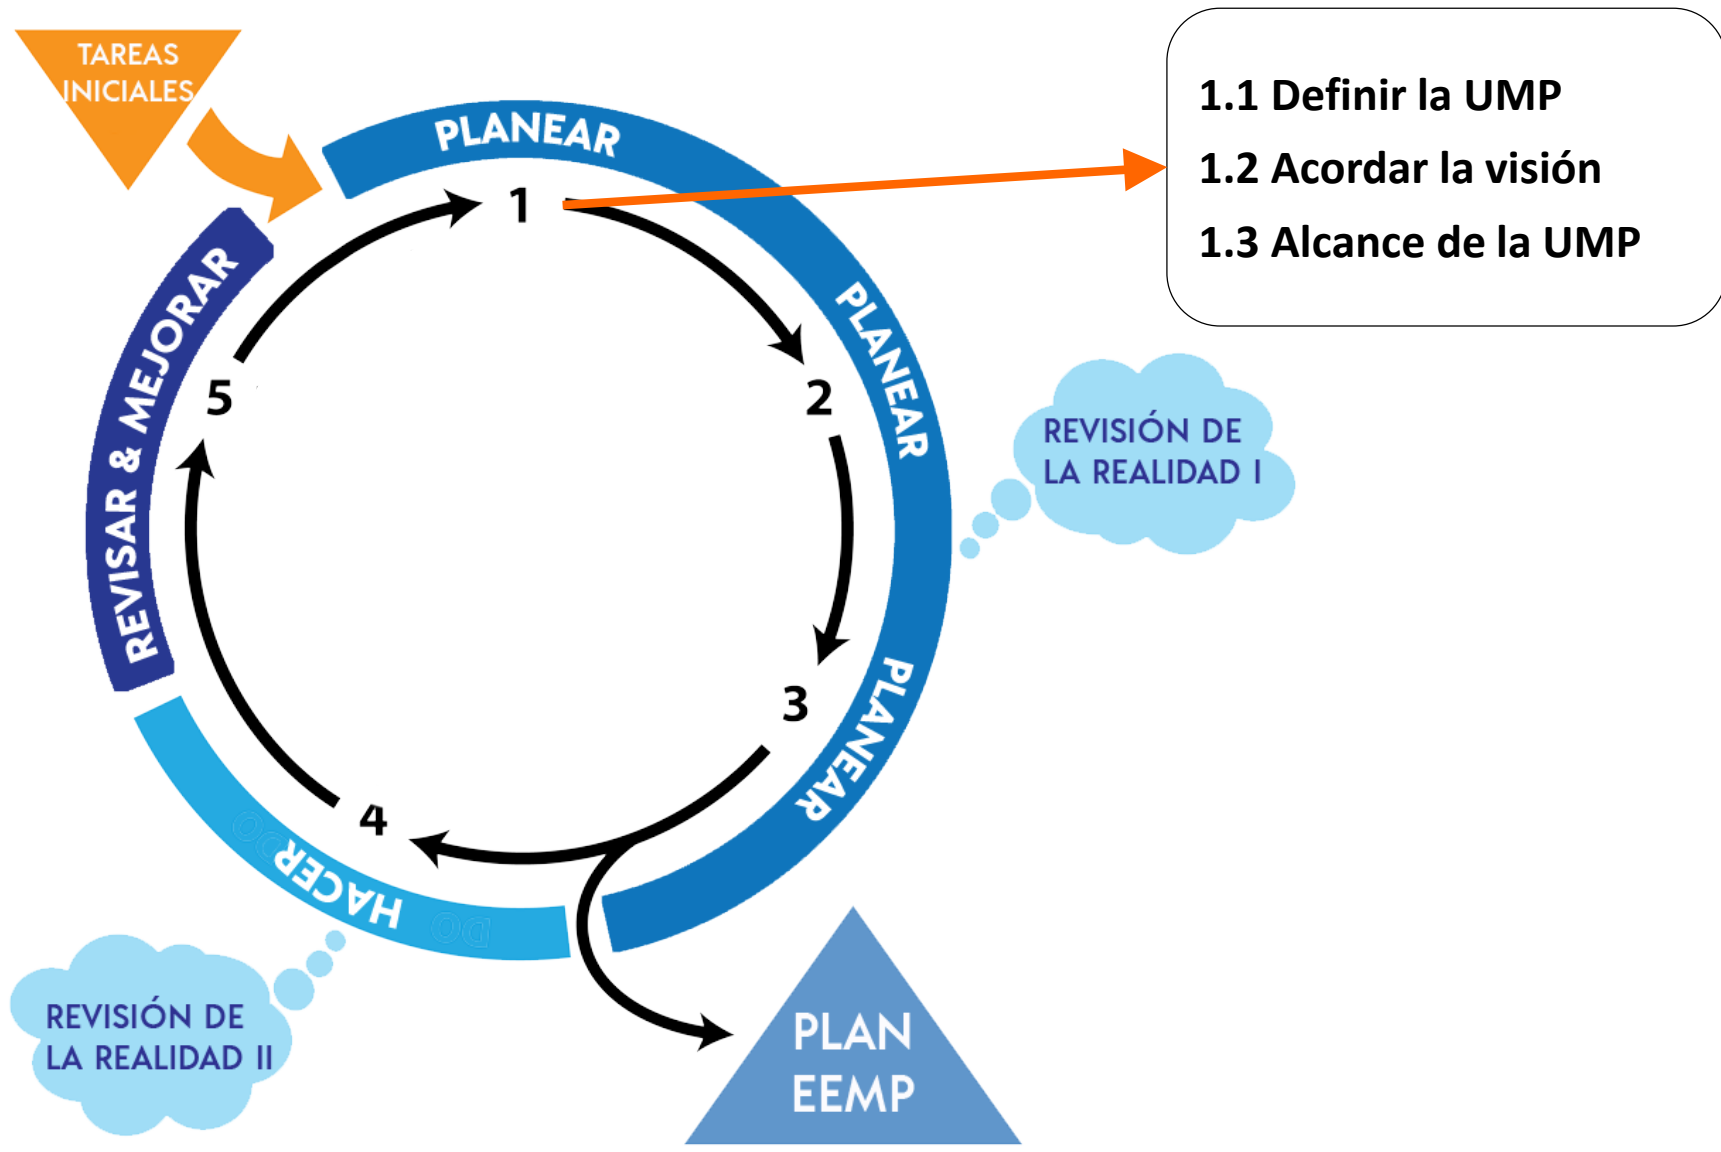 TAREAS
INICIALES
PLANEAR
1.1 Definir la UMP
1.2 Acordar la visión
1.3 Alcance de la UMP
1
PLANEAR
2
REVISIÓN DE
LA REALIDAD I
3
PLANEAR
4
HACER
DO
DO
5
REVISAR & MEJORAR
REVISIÓN DE
LA REALIDAD II
PLAN
EEMP